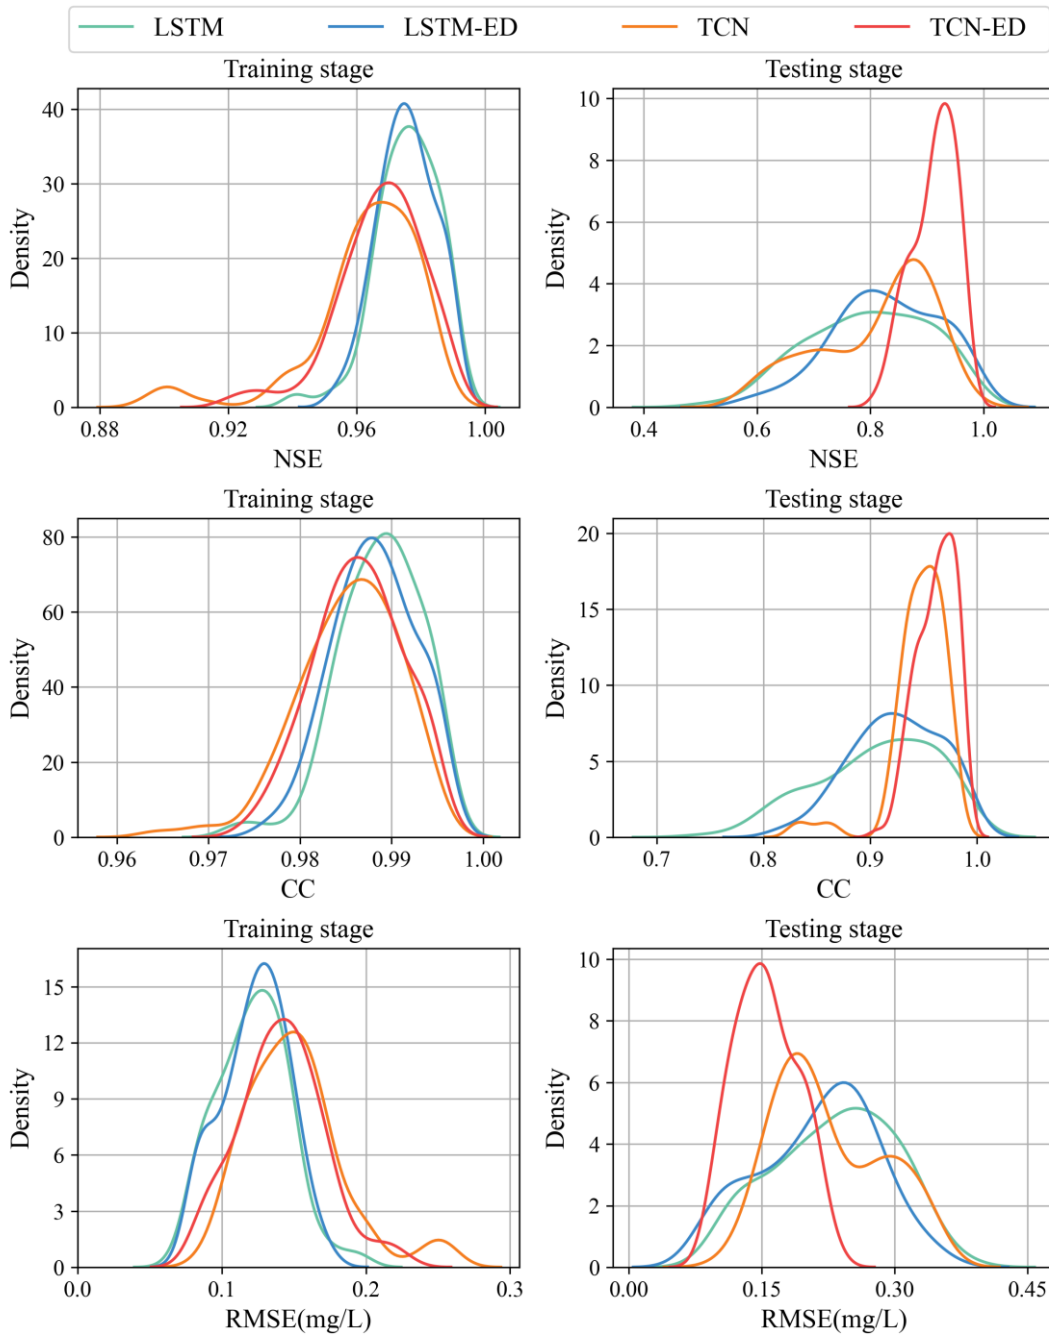 LSTM LSTM-ED TCN TCN-ED
Training stage Testing stage
40
30
20
10
0
Density
0.88 0.92 0.96 1.00
NSE
10
8
6
4
2
0
Density
0.4 0.6 0.8 1.0
NSE
Training stage Testing stage
80
60
40
20
0
Density
0.96 0.97 0.98 0.99 1.00
CC
20
15
10
5
0
Density
0.7 0.8 0.9 1.0
CC
Training stage Testing stage
15
12
9
6
3
0
Density
0.0 0.1 0.2 0.3
RMSE(mg/L)
10
8
6
4
2
0
Density
0.00 0.15 0.30 0.45
RMSE(mg/L)